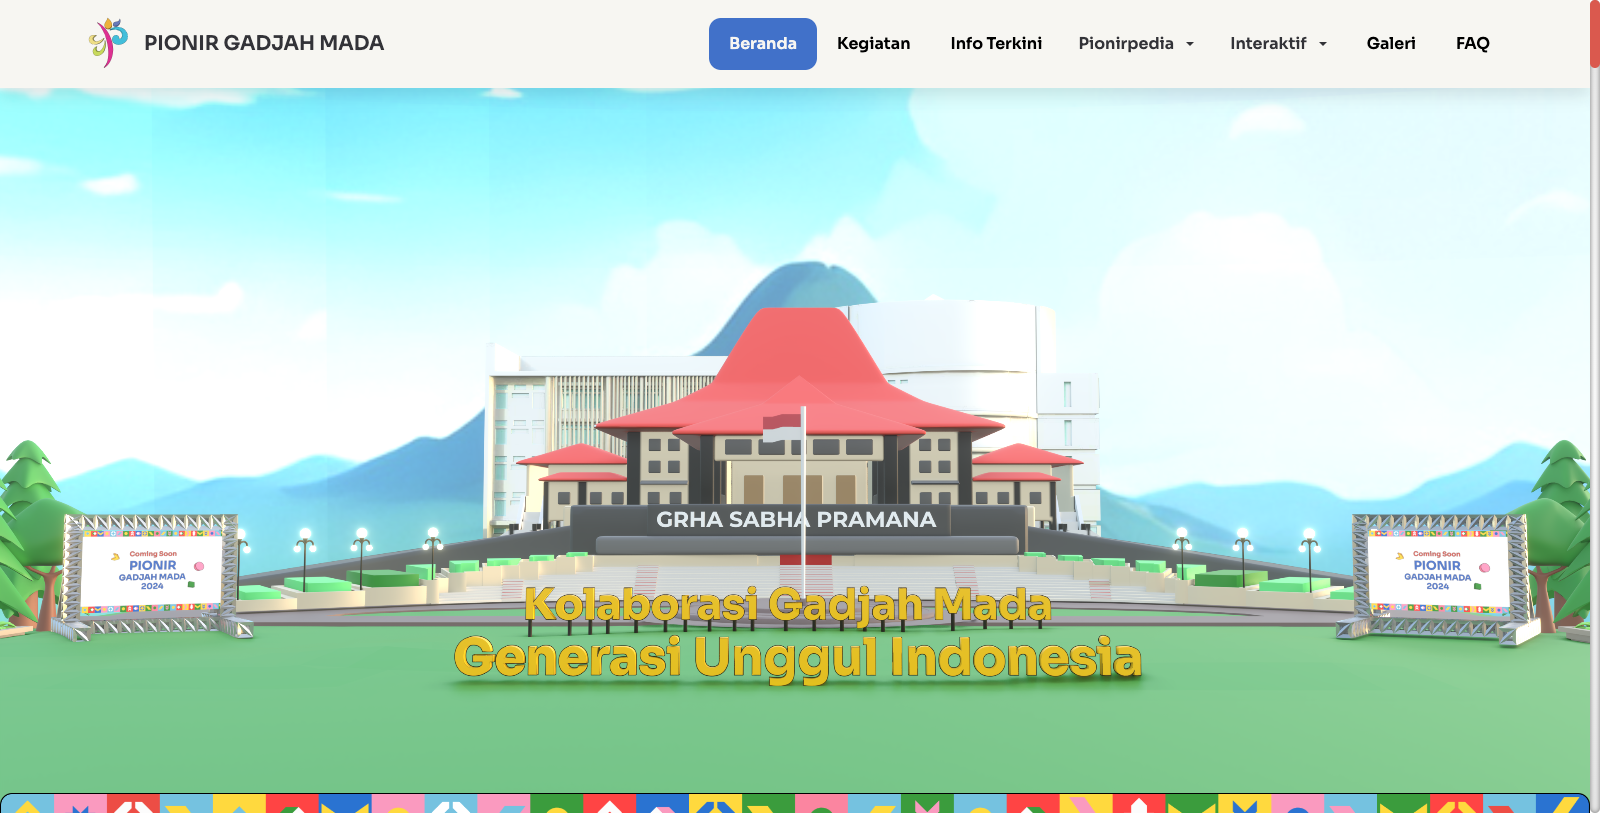 PIONIR GADJAH MADA
Beranda
Kegiatan
Info Terkini
Pionirpedia
Interaktif
Galeri
FAQ
GRHA SABHA PRAMANA
Coming Soon
PIONIR
GADJAH MADA
2024
Coming Soon
PIONIR
GADJAH MADA
2024
Kolaborasi Gadjah Mada
Generasi Unggul Indonesia